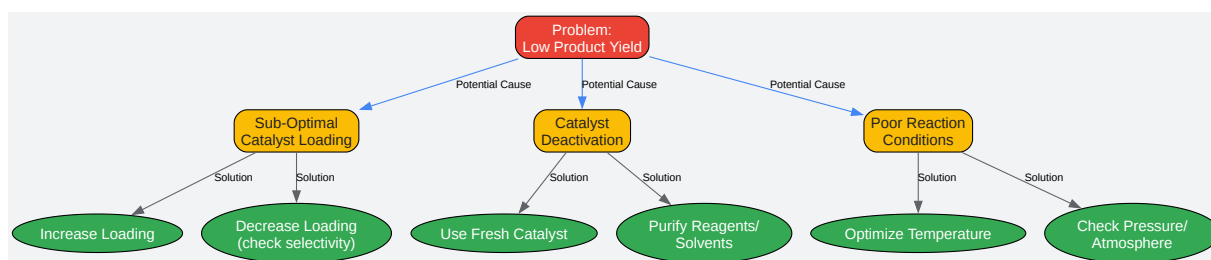 Problem:
Low Product Yield
Potential Cause
Potential Cause
Potential Cause
Sub-Optimal
Catalyst Loading
Catalyst
Deactivation
Poor Reaction
Conditions
Solution
Solution
Solution
Solution
Solution
Solution
Increase Loading
Decrease Loading
(check selectivity)
Use Fresh Catalyst
Purify Reagents/
Solvents
Optimize Temperature
Check Pressure/
Atmosphere